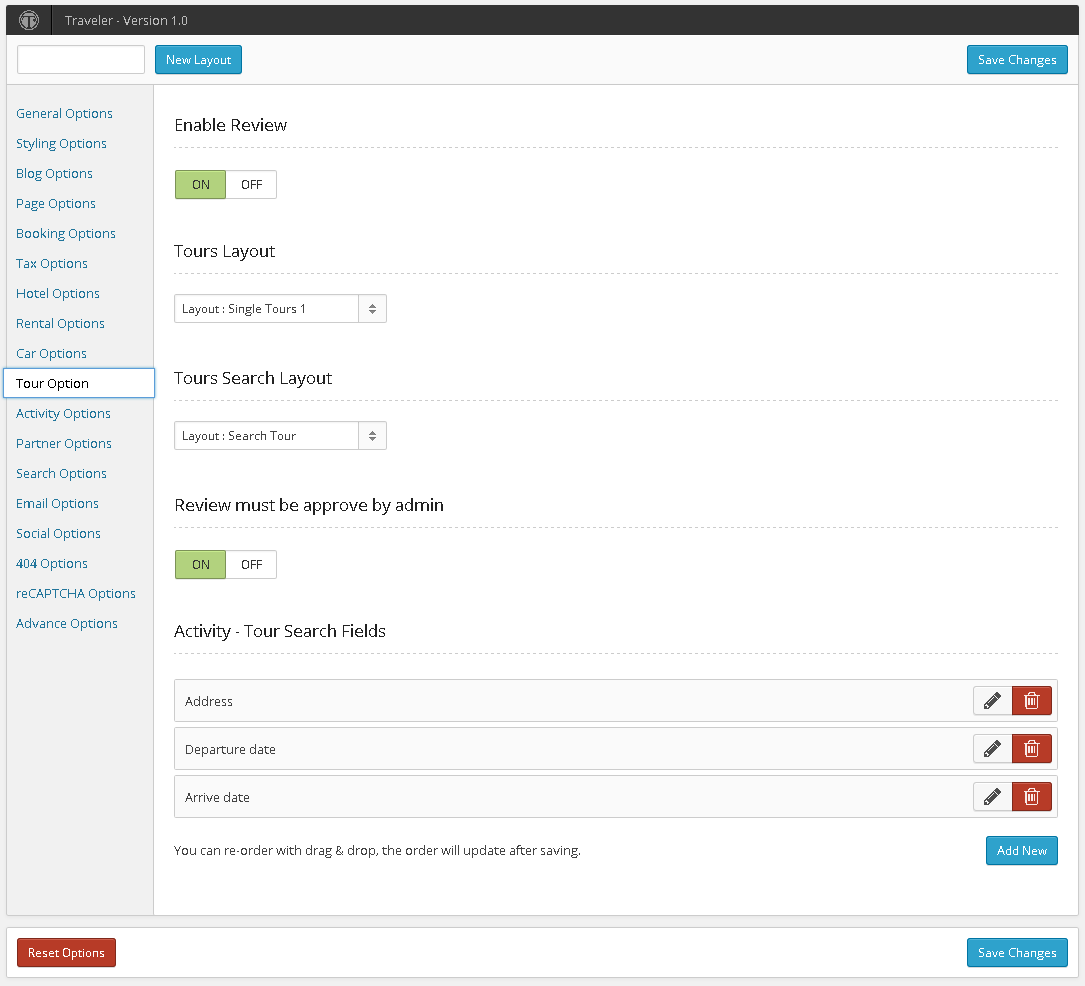 Traveler - Version 1.0
New Layout
Save Changes
General Options
Styling Options
Blog Options
Page Options
Booking Options
Tax Options
Hotel Options
Rental Options
Car Options
Tour Option
Activity Options
Partner Options
Search Options
Email Options
Social Options
404 Options
reCAPTCHA Options
Advance Options
Enable Review
ON OFF
Tours Layout
Layout : Single Tours 1
Tours Search Layout
Layout : Search Tour
Review must be approve by admin
ON OFF
Activity - Tour Search Fields
Address
Departure date
Arrive date
You can re-order with drag & drop, the order will update after saving.
Add New
Reset Options
Save Changes